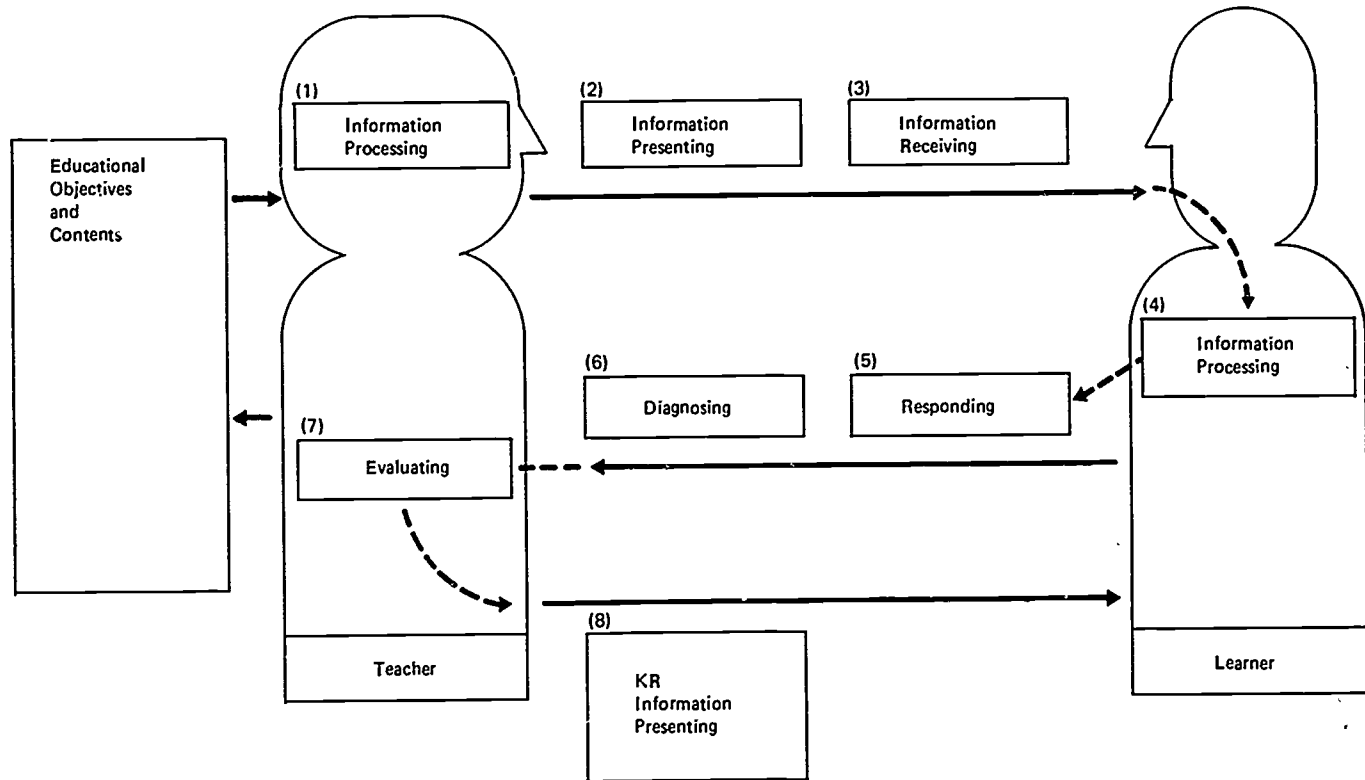 (1)
Information
Processing
(2)
Information
Presenting
(3)
Information
Receiving
Educational
Objectives
and
Contents
(4)
Information
Processing
(5)
Responding
(6)
Diagnosing
(7)
Evaluating
(8)
KR
Information
Presenting
Teacher
Learner